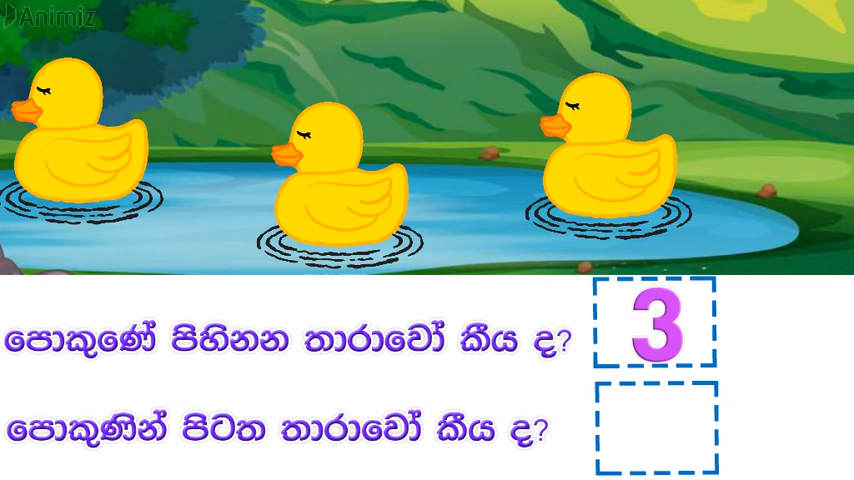 Animiz
පොකුණේ පිහිනන තාරාවෝ කීය ද?
3
පොකුණින් පිටත තාරාවෝ කීය ද?